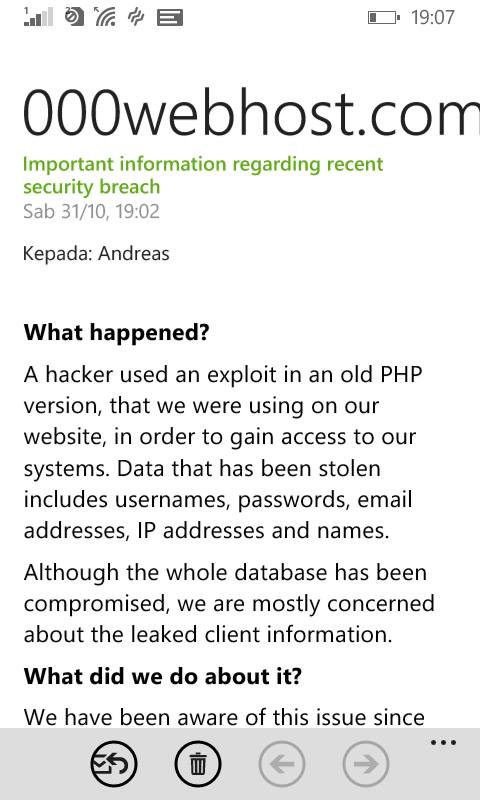 1
19:07
000webhost.com
Important information regarding recent
security breach
Sab 31/10, 19:02
Kepada: Andreas
What happened?
A hacker used an exploit in an old PHP
version, that we were using on our
website, in order to gain access to our
systems. Data that has been stolen
includes usernames, passwords, email
addresses, IP addresses and names.
Although the whole database has been
compromised, we are mostly concerned
about the leaked client information.
What did we do about it?
We have been aware of this issue since